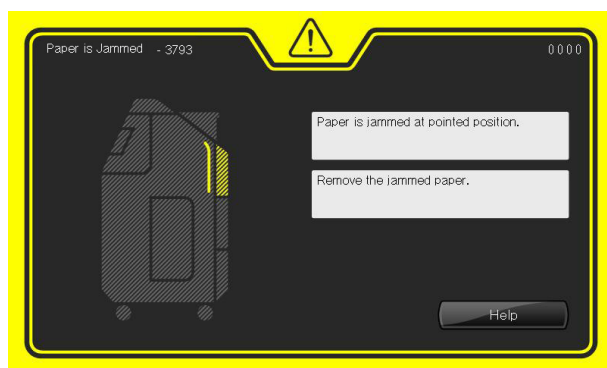 Paper is Jammed - 3793
0000
Paper is jammed at pointed position.
Remove the jammed paper.
Help